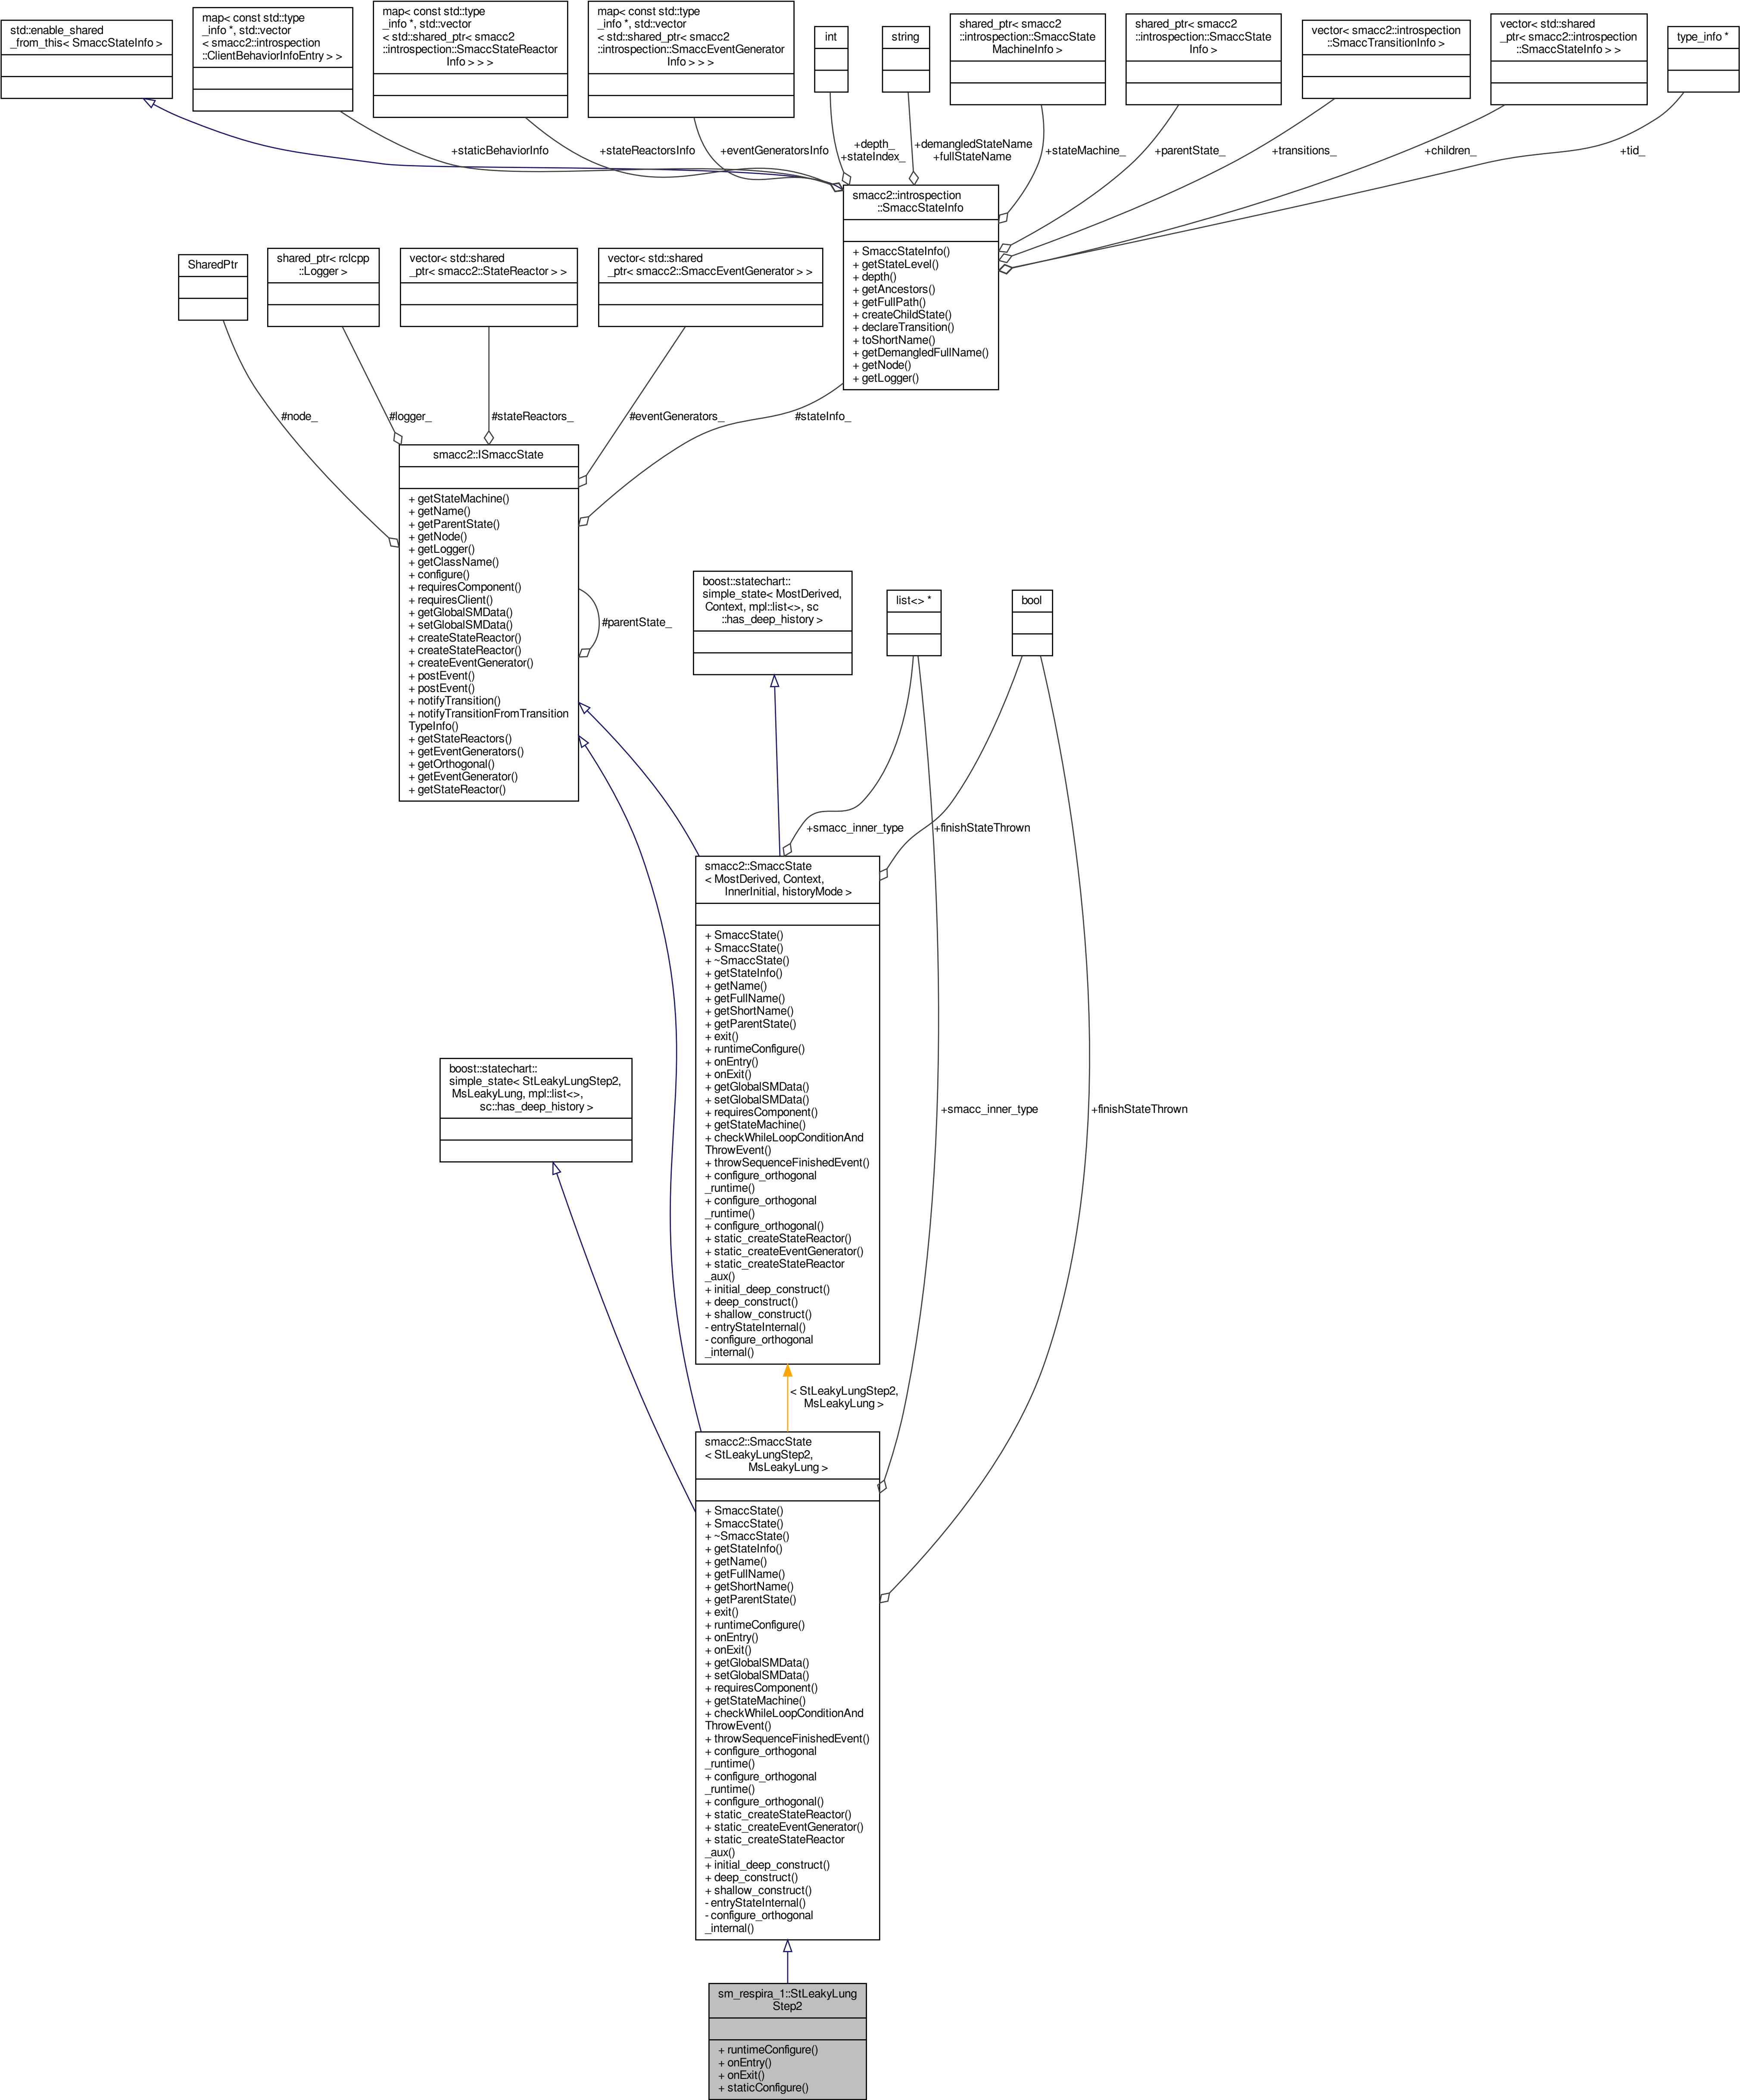 std::enable_shared
_from_this< SmaccStateInfo >
map< const std::type
_info *, std::vector
< smacc2::introspection
::ClientBehaviorInfoEntry > >
map< const std::type
_info *, std::vector
< std::shared_ptr< smacc2
::introspection::SmaccStateReactor
Info > > >
map< const std::type
_info *, std::vector
< std::shared_ptr< smacc2
::introspection::SmaccEventGenerator
Info > > >
int
string
shared_ptr< smacc2
::introspection::SmaccState
MachineInfo >
shared_ptr< smacc2
::introspection::SmaccState
Info >
vector< smacc2::introspection
::SmaccTransitionInfo >
vector< std::shared
_ptr< smacc2::introspection
::SmaccStateInfo > >
type_info *
+staticBehaviorInfo
+stateReactorsInfo
+eventGeneratorsInfo
+depth_
+stateIndex_
+demangledStateName
+fullStateName
+stateMachine_
+parentState_
+transitions_
+children_
+tid_
smacc2::introspection
::SmaccStateInfo
+ SmaccStateInfo()
+ getStateLevel()
+ depth()
+ getAncestors()
+ getFullPath()
+ createChildState()
+ declareTransition()
+ toShortName()
+ getDemangledFullName()
+ getNode()
+ getLogger()
SharedPtr
shared_ptr< rclcpp
::Logger >
vector< std::shared
_ptr< smacc2::StateReactor > >
vector< std::shared
_ptr< smacc2::SmaccEventGenerator > >
#node_
#logger_
#stateReactors_
#eventGenerators_
#stateInfo_
smacc2::ISmaccState
+ getStateMachine()
+ getName()
+ getParentState()
+ getNode()
+ getLogger()
+ getClassName()
+ configure()
+ requiresComponent()
+ requiresClient()
+ getGlobalSMData()
+ setGlobalSMData()
+ createStateReactor()
+ createStateReactor()
+ createEventGenerator()
+ postEvent()
+ postEvent()
+ notifyTransition()
+ notifyTransitionFromTransition
TypeInfo()
+ getStateReactors()
+ getEventGenerators()
+ getOrthogonal()
+ getEventGenerator()
+ getStateReactor()
#parentState_
boost::statechart::
simple_state< MostDerived,
Context, mpl::list<>, sc
::has_deep_history >
list<> *
bool
+smacc_inner_type
+finishStateThrown
smacc2::SmaccState
< MostDerived, Context,
InnerInitial, historyMode >
+ SmaccState()
+ SmaccState()
+ ~SmaccState()
+ getStateInfo()
+ getName()
+ getFullName()
+ getShortName()
+ getParentState()
+ exit()
+ runtimeConfigure()
+ onEntry()
+ onExit()
+ getGlobalSMData()
+ setGlobalSMData()
+ requiresComponent()
+ getStateMachine()
+ checkWhileLoopConditionAnd
ThrowEvent()
+ throwSequenceFinishedEvent()
+ configure_orthogonal
_runtime()
+ configure_orthogonal
_runtime()
+ configure_orthogonal()
+ static_createStateReactor()
+ static_createEventGenerator()
+ static_createStateReactor
_aux()
+ initial_deep_construct()
+ deep_construct()
+ shallow_construct()
- entryStateInternal()
- configure_orthogonal
_internal()
boost::statechart::
simple_state< StLeakyLungStep2,
MsLeakyLung, mpl::list<>,
sc::has_deep_history >
+smacc_inner_type
+finishStateThrown
< StLeakyLungStep2,
MsLeakyLung >
smacc2::SmaccState
< StLeakyLungStep2,
MsLeakyLung >
+ SmaccState()
+ SmaccState()
+ ~SmaccState()
+ getStateInfo()
+ getName()
+ getFullName()
+ getShortName()
+ getParentState()
+ exit()
+ runtimeConfigure()
+ onEntry()
+ onExit()
+ getGlobalSMData()
+ setGlobalSMData()
+ requiresComponent()
+ getStateMachine()
+ checkWhileLoopConditionAnd
ThrowEvent()
+ throwSequenceFinishedEvent()
+ configure_orthogonal
_runtime()
+ configure_orthogonal
_runtime()
+ configure_orthogonal()
+ static_createStateReactor()
+ static_createEventGenerator()
+ static_createStateReactor
_aux()
+ initial_deep_construct()
+ deep_construct()
+ shallow_construct()
- entryStateInternal()
- configure_orthogonal
_internal()
sm_respira_1::StLeakyLung
Step2
+ runtimeConfigure()
+ onEntry()
+ onExit()
+ staticConfigure()